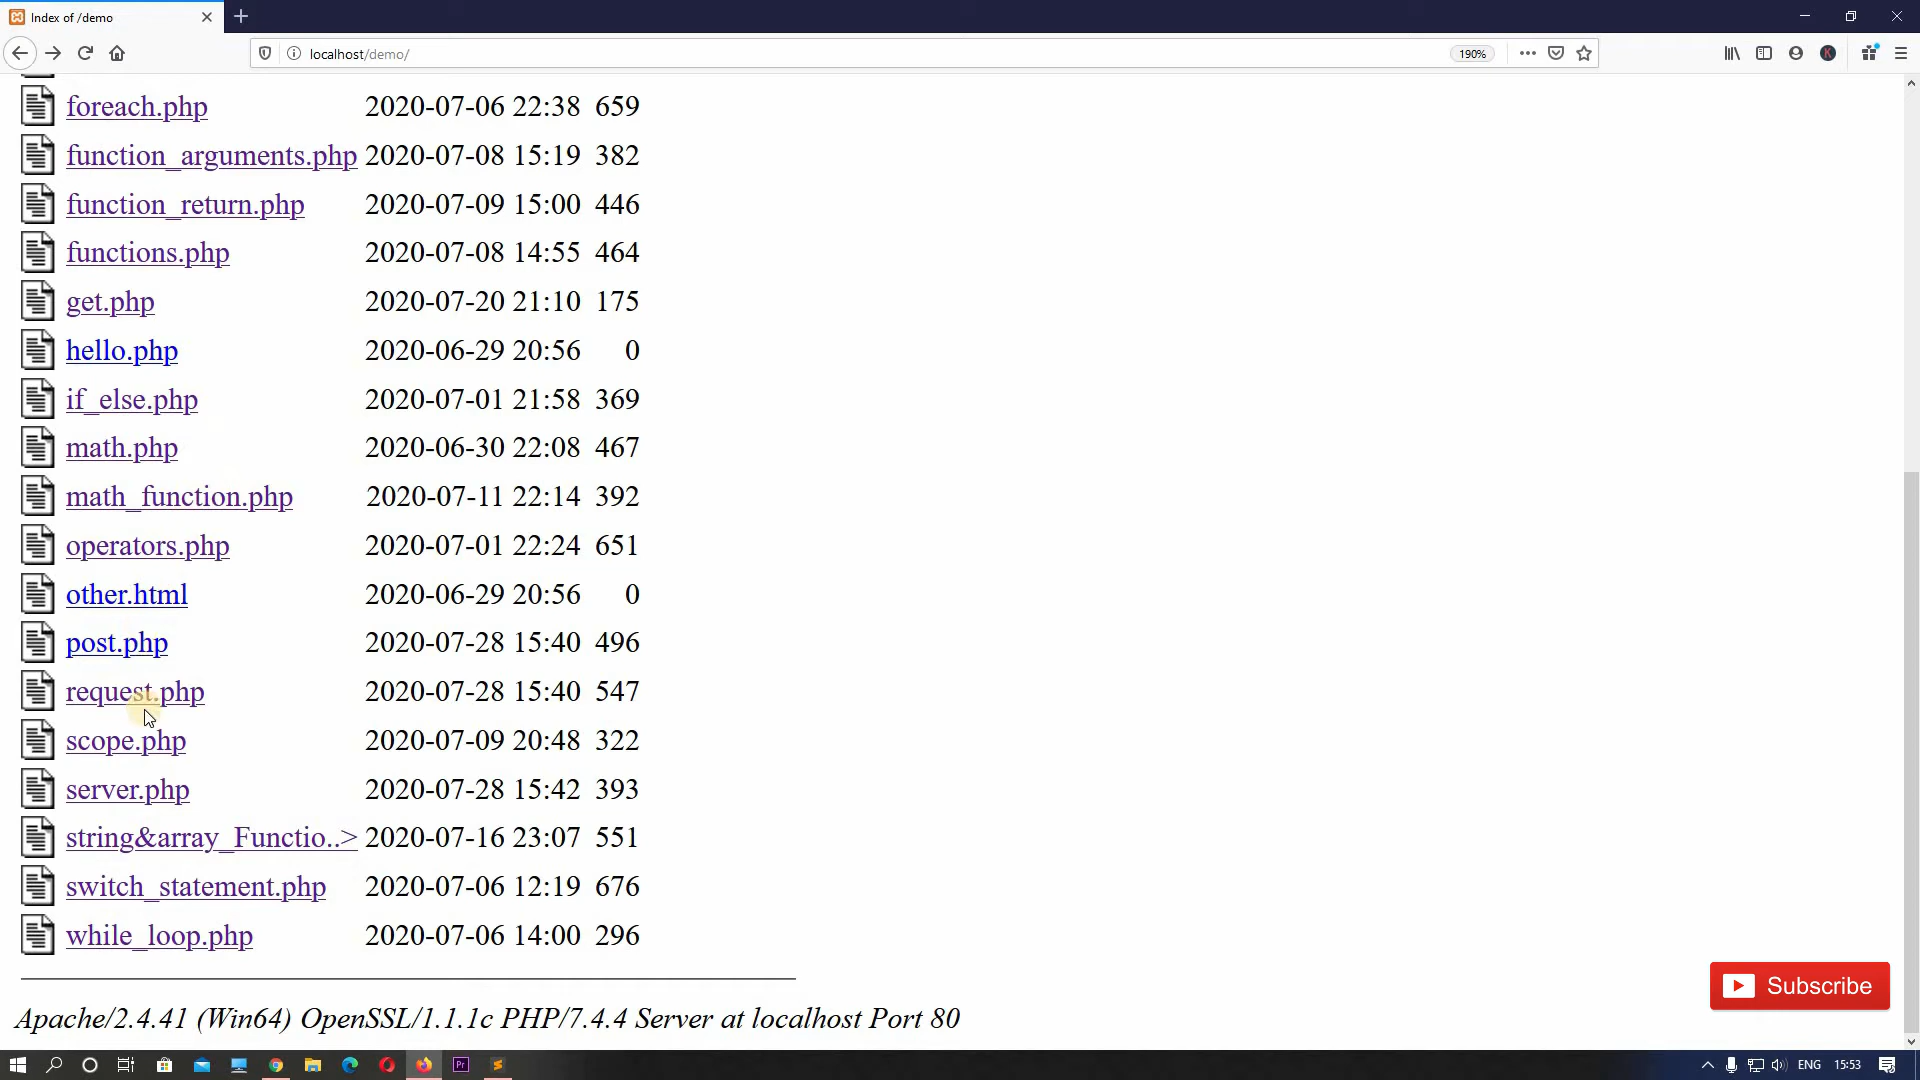 Index of /demo
localhost/demo/
190%
foreach.php 2020-07-06 22:38 659
function_arguments.php 2020-07-08 15:19 382
function_return.php 2020-07-09 15:00 446
functions.php 2020-07-08 14:55 464
get.php 2020-07-20 21:10 175
hello.php 2020-06-29 20:56 0
if_else.php 2020-07-01 21:58 369
math.php 2020-06-30 22:08 467
math_function.php 2020-07-11 22:14 392
operators.php 2020-07-01 22:24 651
other.html 2020-06-29 20:56 0
post.php 2020-07-28 15:40 496
request.php 2020-07-28 15:40 547
scope.php 2020-07-09 20:48 322
server.php 2020-07-28 15:42 393
string&array_Functio..> 2020-07-16 23:07 551
switch_statement.php 2020-07-06 12:19 676
while_loop.php 2020-07-06 14:00 296
Subscribe
Apache/2.4.41 (Win64) OpenSSL/1.1.1c PHP/7.4.4 Server at localhost Port 80
Pr
ENG 15:53